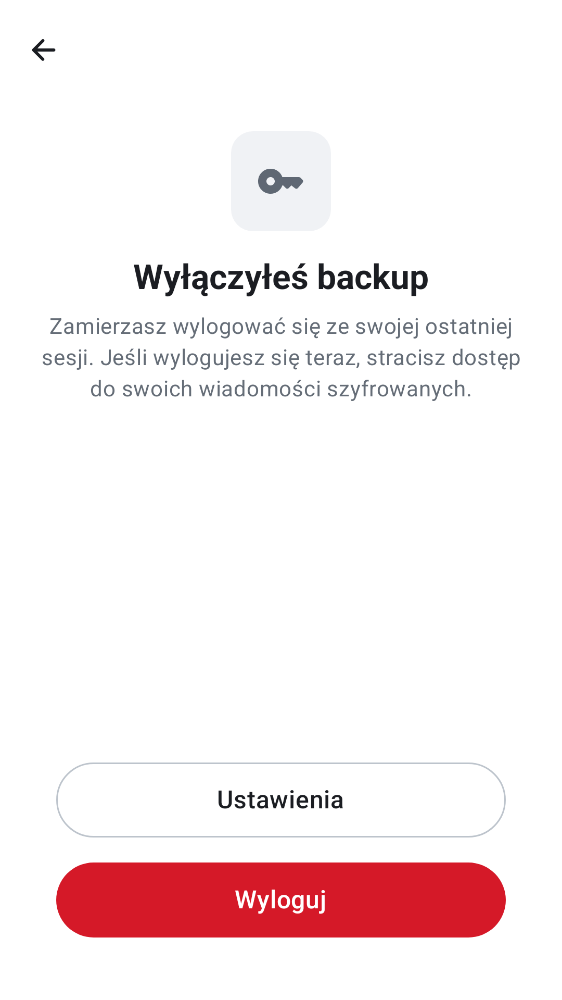 Wyłączyłeś backup
Zamierzasz wylogować się ze swojej ostatniej
sesji. Jeśli wylogujesz się teraz, stracisz dostęp
do swoich wiadomości szyfrowanych.
Ustawienia
Wyloguj